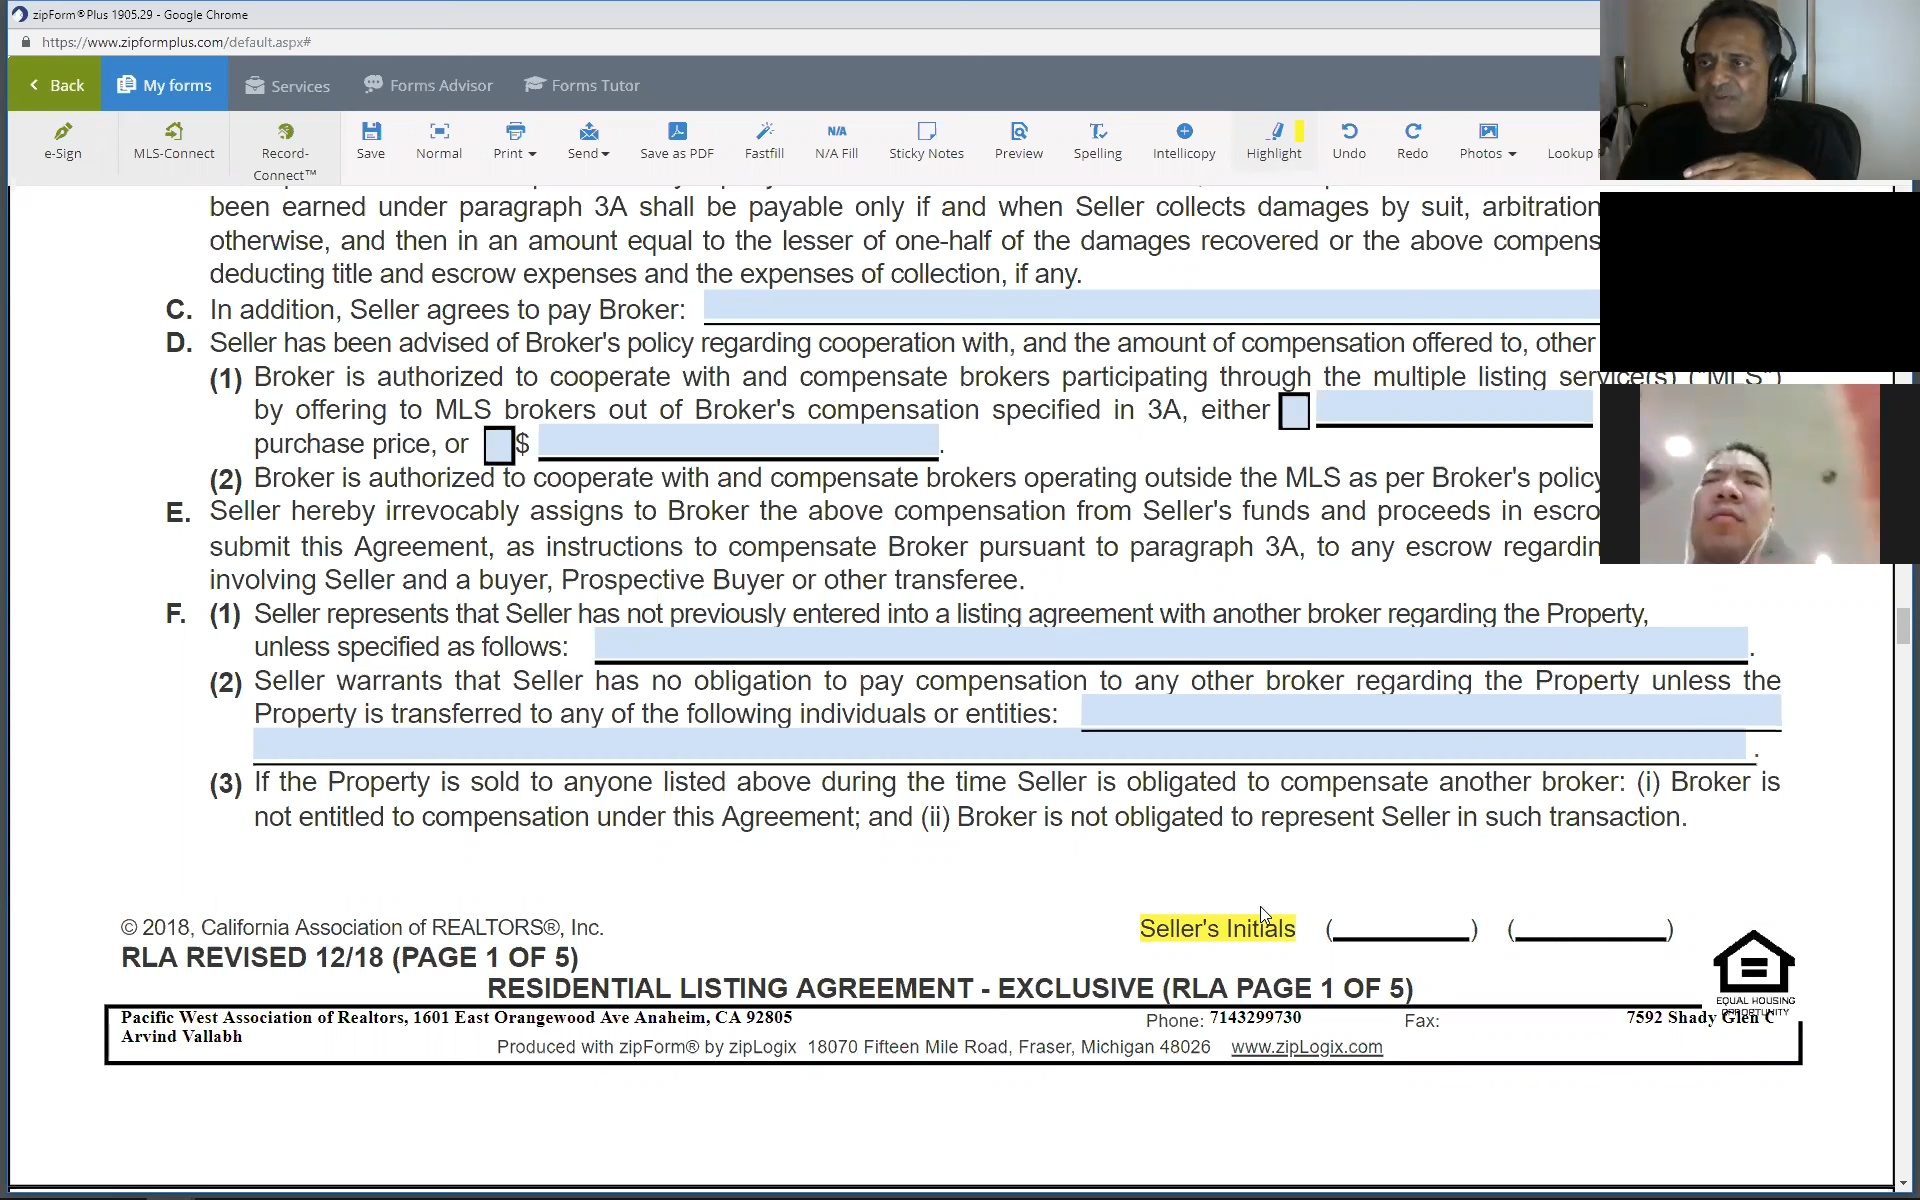 zipForm®Plus 1905.29 - Google Chrome
https://www.zipformplus.com/default.aspx#
Back My forms Services Forms Advisor Forms Tutor
e-Sign MLS-Connect Record-Connect™ Save Normal Print Send Save as PDF Fastfill N/A N/A Fill Sticky Notes Preview Spelling Intellicopy Highlight Undo Redo Photos Lookup
been earned under paragraph 3A shall be payable only if and when Seller collects damages by suit, arbitration
otherwise, and then in an amount equal to the lesser of one-half of the damages recovered or the above compens
deducting title and escrow expenses and the expenses of collection, if any.
C. In addition, Seller agrees to pay Broker:
D. Seller has been advised of Broker's policy regarding cooperation with, and the amount of compensation offered to, other
(1) Broker is authorized to cooperate with and compensate brokers participating through the multiple listing service(s) ("MLS")
by offering to MLS brokers out of Broker's compensation specified in 3A, either
purchase price, or $ .
(2) Broker is authorized to cooperate with and compensate brokers operating outside the MLS as per Broker's policy
E. Seller hereby irrevocably assigns to Broker the above compensation from Seller's funds and proceeds in escro
submit this Agreement, as instructions to compensate Broker pursuant to paragraph 3A, to any escrow regardin
involving Seller and a buyer, Prospective Buyer or other transferee.
F. (1) Seller represents that Seller has not previously entered into a listing agreement with another broker regarding the Property,
unless specified as follows: .
(2) Seller warrants that Seller has no obligation to pay compensation to any other broker regarding the Property unless the
Property is transferred to any of the following individuals or entities:
.
(3) If the Property is sold to anyone listed above during the time Seller is obligated to compensate another broker: (i) Broker is
not entitled to compensation under this Agreement; and (ii) Broker is not obligated to represent Seller in such transaction.
© 2018, California Association of REALTORS®, Inc. Seller's Initials ( ) ( )
RLA REVISED 12/18 (PAGE 1 OF 5)
RESIDENTIAL LISTING AGREEMENT - EXCLUSIVE (RLA PAGE 1 OF 5)
EQUAL HOUSING
OPPORTUNITY
Pacific West Association of Realtors, 1601 East Orangewood Ave Anaheim, CA 92805 Phone: 7143299730 Fax: 7592 Shady Glen C
Arvind Vallabh
Produced with zipForm® by zipLogix 18070 Fifteen Mile Road, Fraser, Michigan 48026 www.zipLogix.com